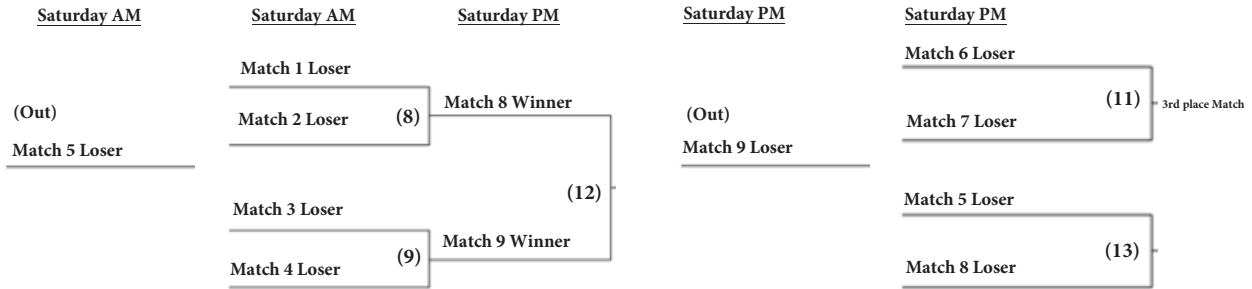 Saturday AM
(Out)
Match 5 Loser
Saturday AM
Match 1 Loser
Match 2 Loser
(8)
Match 3 Loser
Match 4 Loser
(9)
Saturday PM
Match 8 Winner
(12)
Match 9 Winner
Saturday PM
(Out)
Match 9 Loser
Saturday PM
Match 6 Loser
(11)
3rd place Match
Match 7 Loser
Match 5 Loser
(13)
Match 8 Loser